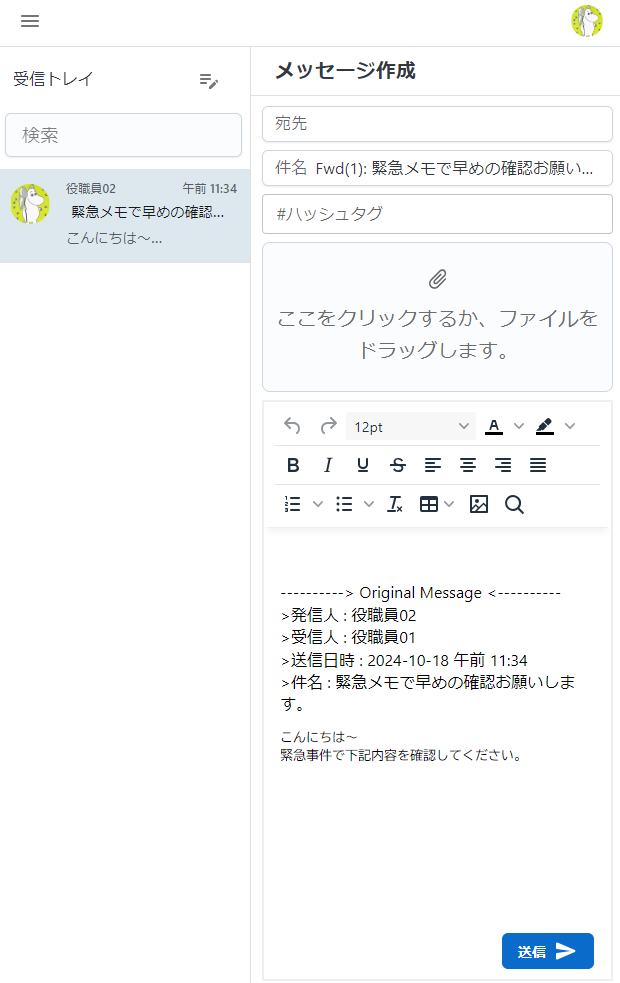 受信トレイ
検索
役職員02 午前 11:34
緊急メモで早めの確認...
こんにちは～...
メッセージ作成
宛先
件名 Fwd(1): 緊急メモで早めの確認お願い...
#ハッシュタグ
ここをクリックするか、ファイルを
ドラッグします。
12pt
---------> Original Message <----------
>発信人 : 役職員02
>受信人 : 役職員01
>送信日時 : 2024-10-18 午前 11:34
>件名 : 緊急メモで早めの確認お願いしま
す。
こんにちは～
緊急事件で下記内容を確認してください。
送信